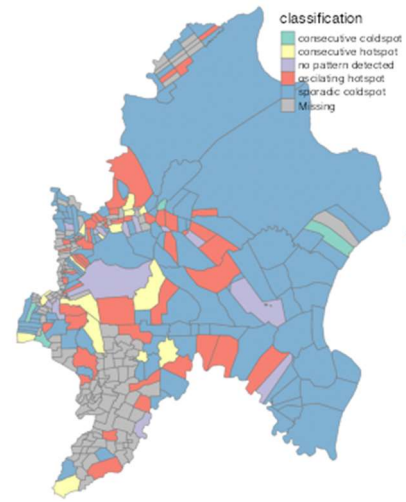 classification
consecutive coldspot
consecutive hotspot
no pattern detected
oscilating hotspot
sporadic coldspot
Missing